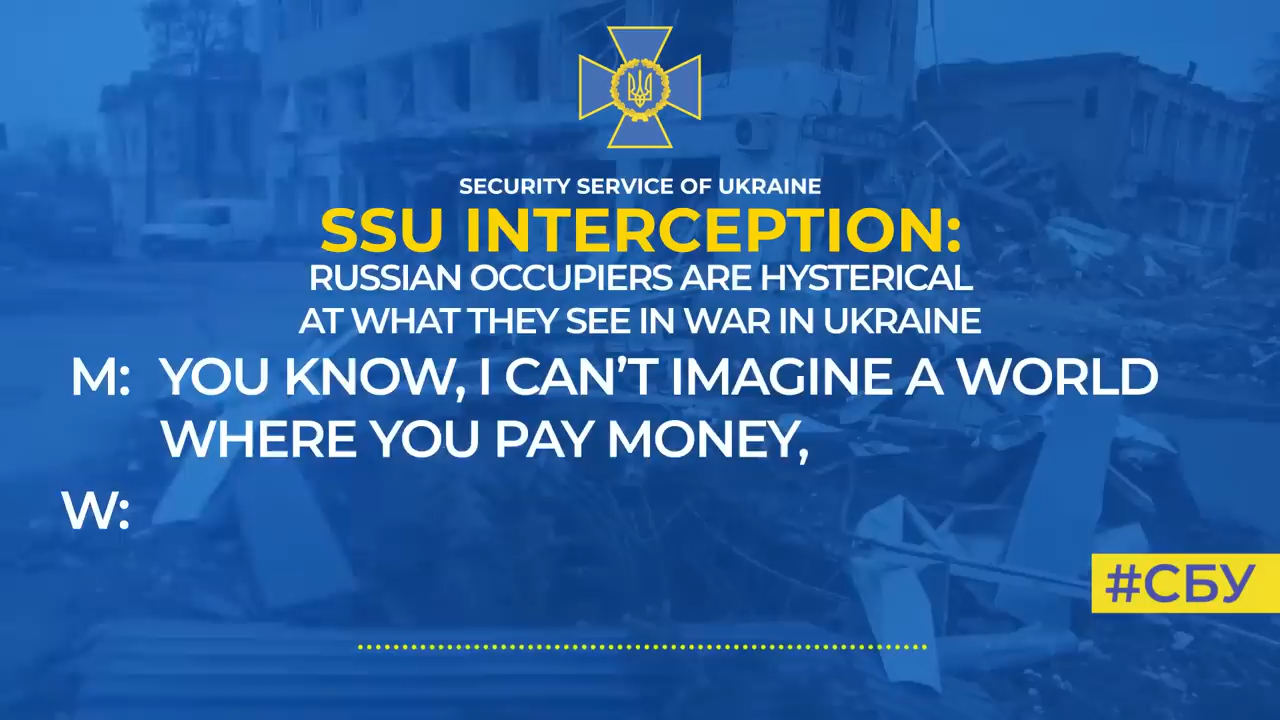 SECURITY SERVICE OF UKRAINE
SSU INTERCEPTION:
RUSSIAN OCCUPIERS ARE HYSTERICAL
AT WHAT THEY SEE IN WAR IN UKRAINE
M: YOU KNOW, I CAN’T IMAGINE A WORLD
WHERE YOU PAY MONEY,
W:
#СБУ